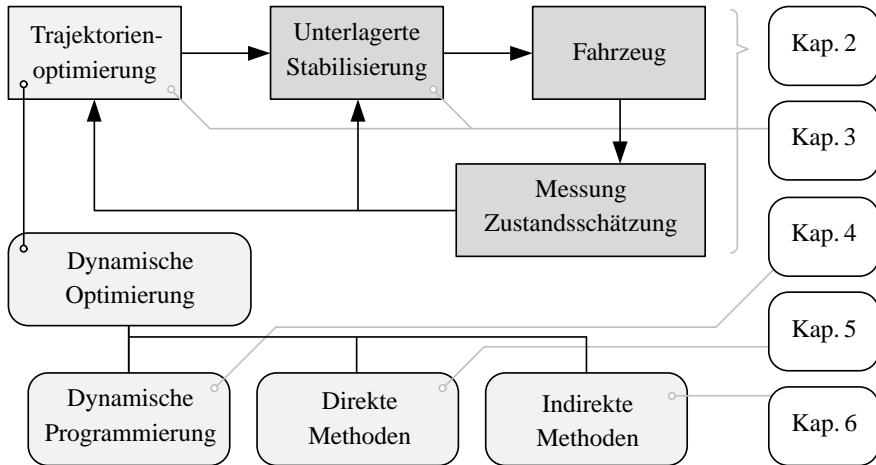 Trajektorien-
optimierung
Unterlagerte
Stabilisierung
Fahrzeug
Kap. 2
Kap. 3
Messung
Zustandsschätzung
Kap. 4
Dynamische
Optimierung
Kap. 5
Dynamische
Programmierung
Direkte
Methoden
Indirekte
Methoden
Kap. 6